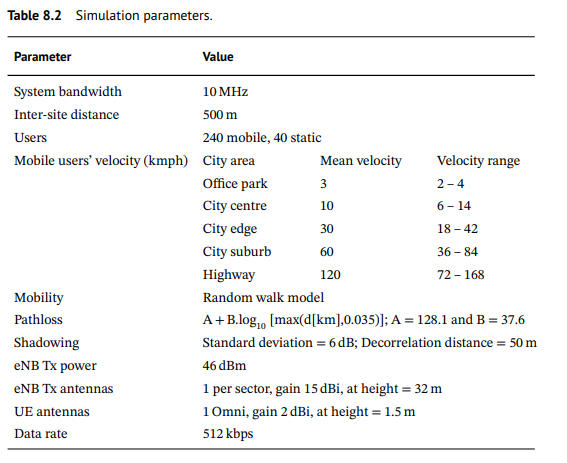 Table 8.2 Simulation parameters.
Parameter Value
System bandwidth 10 MHz
Inter-site distance 500 m
Users 240 mobile, 40 static
Mobile users’ velocity (kmph) City area Mean velocity Velocity range
Office park 3 2 – 4
City centre 10 6 – 14
City edge 30 18 – 42
City suburb 60 36 – 84
Highway 120 72 – 168
Mobility Random walk model
Pathloss A + B.log10 [max(d[km],0.035)]; A = 128.1 and B = 37.6
Shadowing Standard deviation = 6 dB; Decorrelation distance = 50 m
eNB Tx power 46 dBm
eNB Tx antennas 1 per sector, gain 15 dBi, at height = 32 m
UE antennas 1 Omni, gain 2 dBi, at height = 1.5 m
Data rate 512 kbps